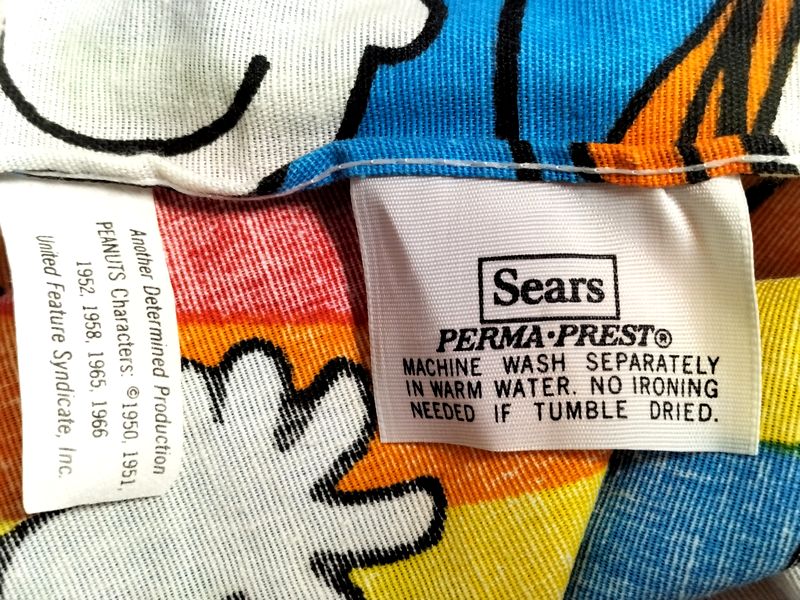 Another Determined Production
PEANUTS Characters: ©1950, 1951,
1952, 1958, 1965, 1966
United Feature Syndicate, Inc.
Sears
PERMA·PREST®
MACHINE WASH SEPARATELY
IN WARM WATER. NO IRONING
NEEDED IF TUMBLE DRIED.